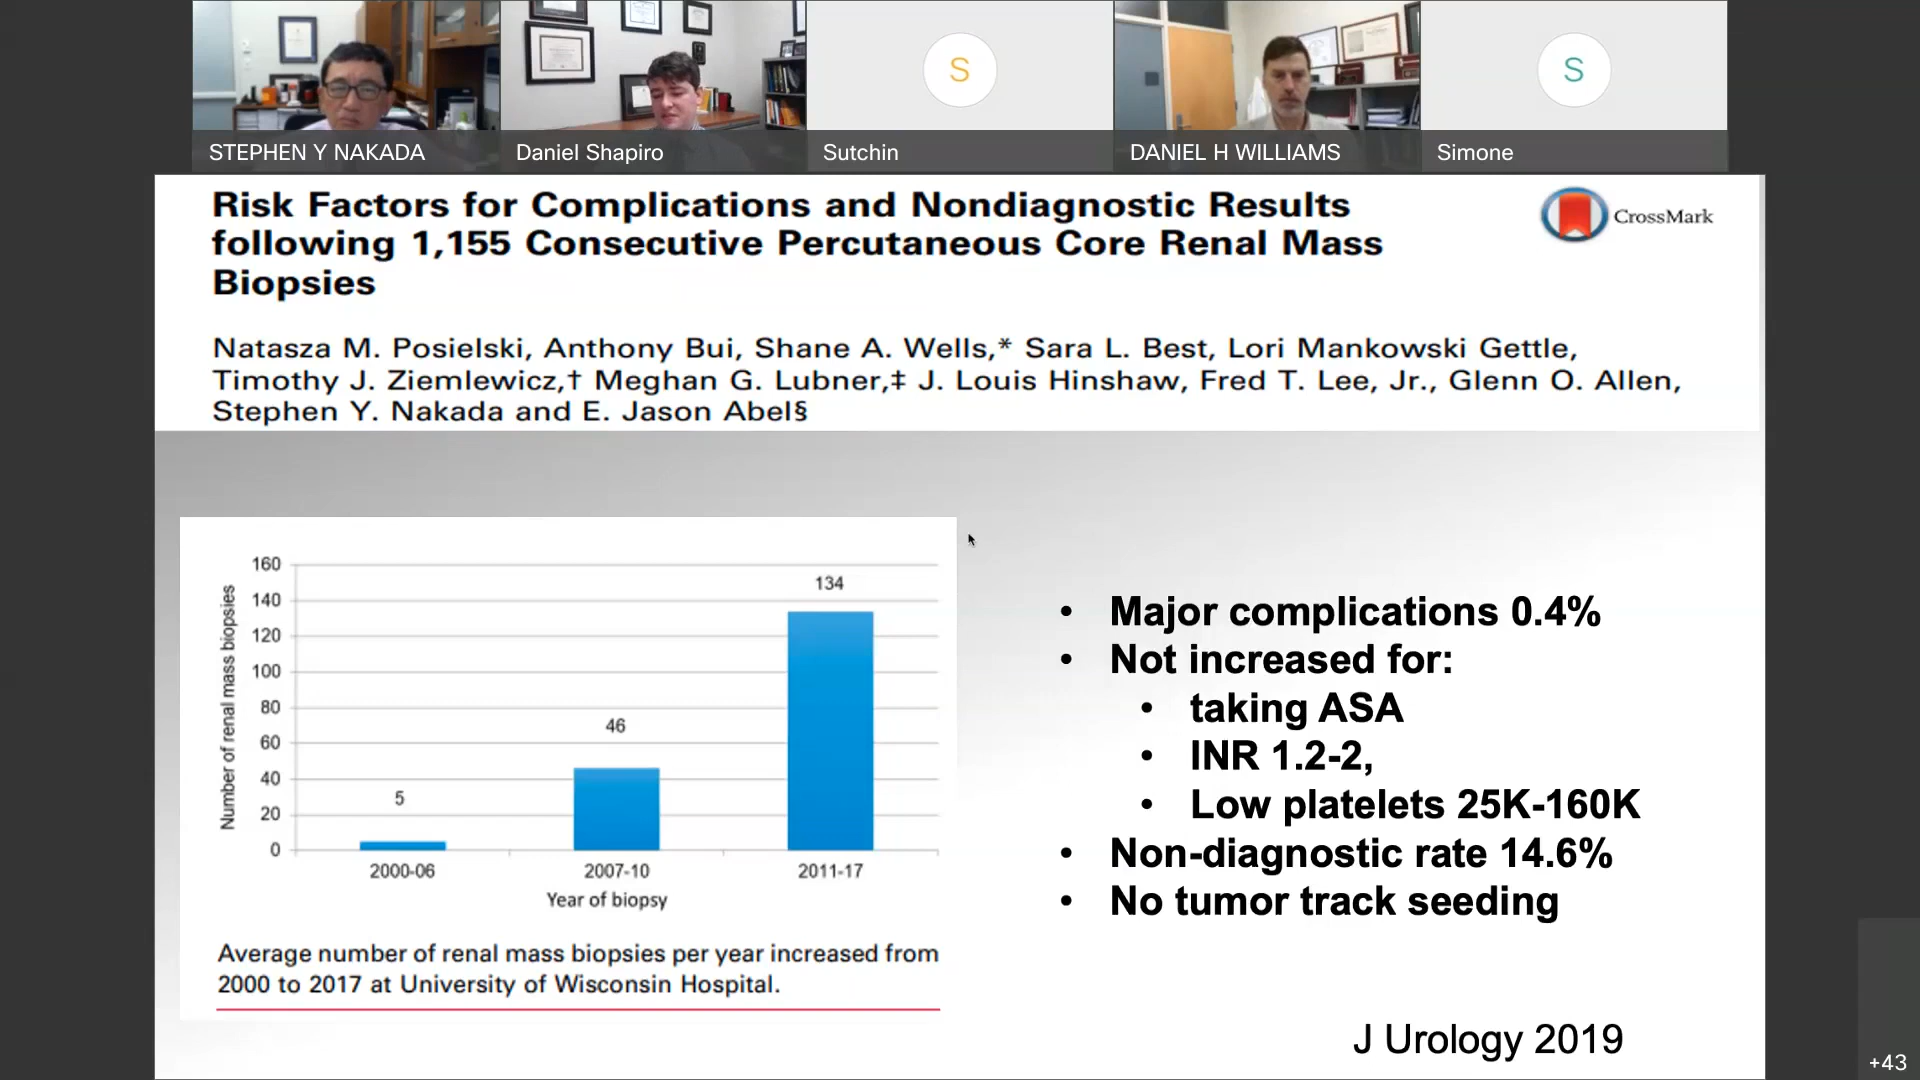 S
S
STEPHEN Y NAKADA
Daniel Shapiro
Sutchin
DANIEL H WILLIAMS
Simone
Risk Factors for Complications and Nondiagnostic Results
following 1,155 Consecutive Percutaneous Core Renal Mass
Biopsies
CrossMark
Natasza M. Posielski, Anthony Bui, Shane A. Wells,* Sara L. Best, Lori Mankowski Gettle,
Timothy J. Ziemlewicz,† Meghan G. Lubner,‡ J. Louis Hinshaw, Fred T. Lee, Jr., Glenn O. Allen,
Stephen Y. Nakada and E. Jason Abel§
Number of renal mass biopsies
160
140
120
100
80
60
40
20
0
5
46
134
2000-06
2007-10
2011-17
Year of biopsy
Average number of renal mass biopsies per year increased from
2000 to 2017 at University of Wisconsin Hospital.
• Major complications 0.4%
• Not increased for:
• taking ASA
• INR 1.2-2,
• Low platelets 25K-160K
• Non-diagnostic rate 14.6%
• No tumor track seeding
J Urology 2019
+43